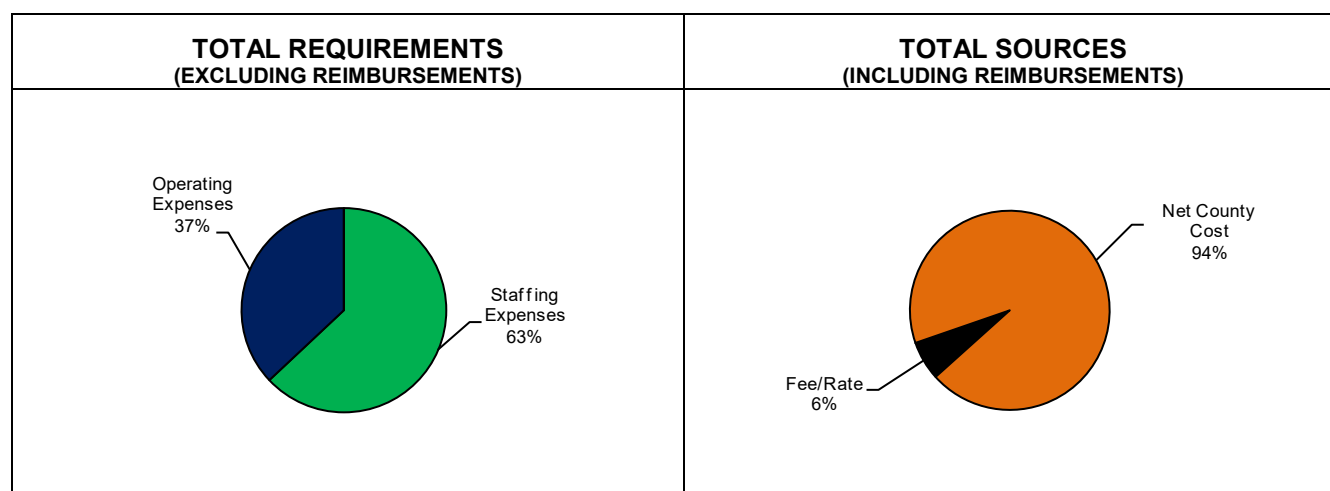 TOTAL REQUIREMENTS
(EXCLUDING REIMBURSEMENTS)
Operating
Expenses
37%
Staffing
Expenses
63%
TOTAL SOURCES
(INCLUDING REIMBURSEMENTS)
Net County
Cost
94%
Fee/Rate
6%